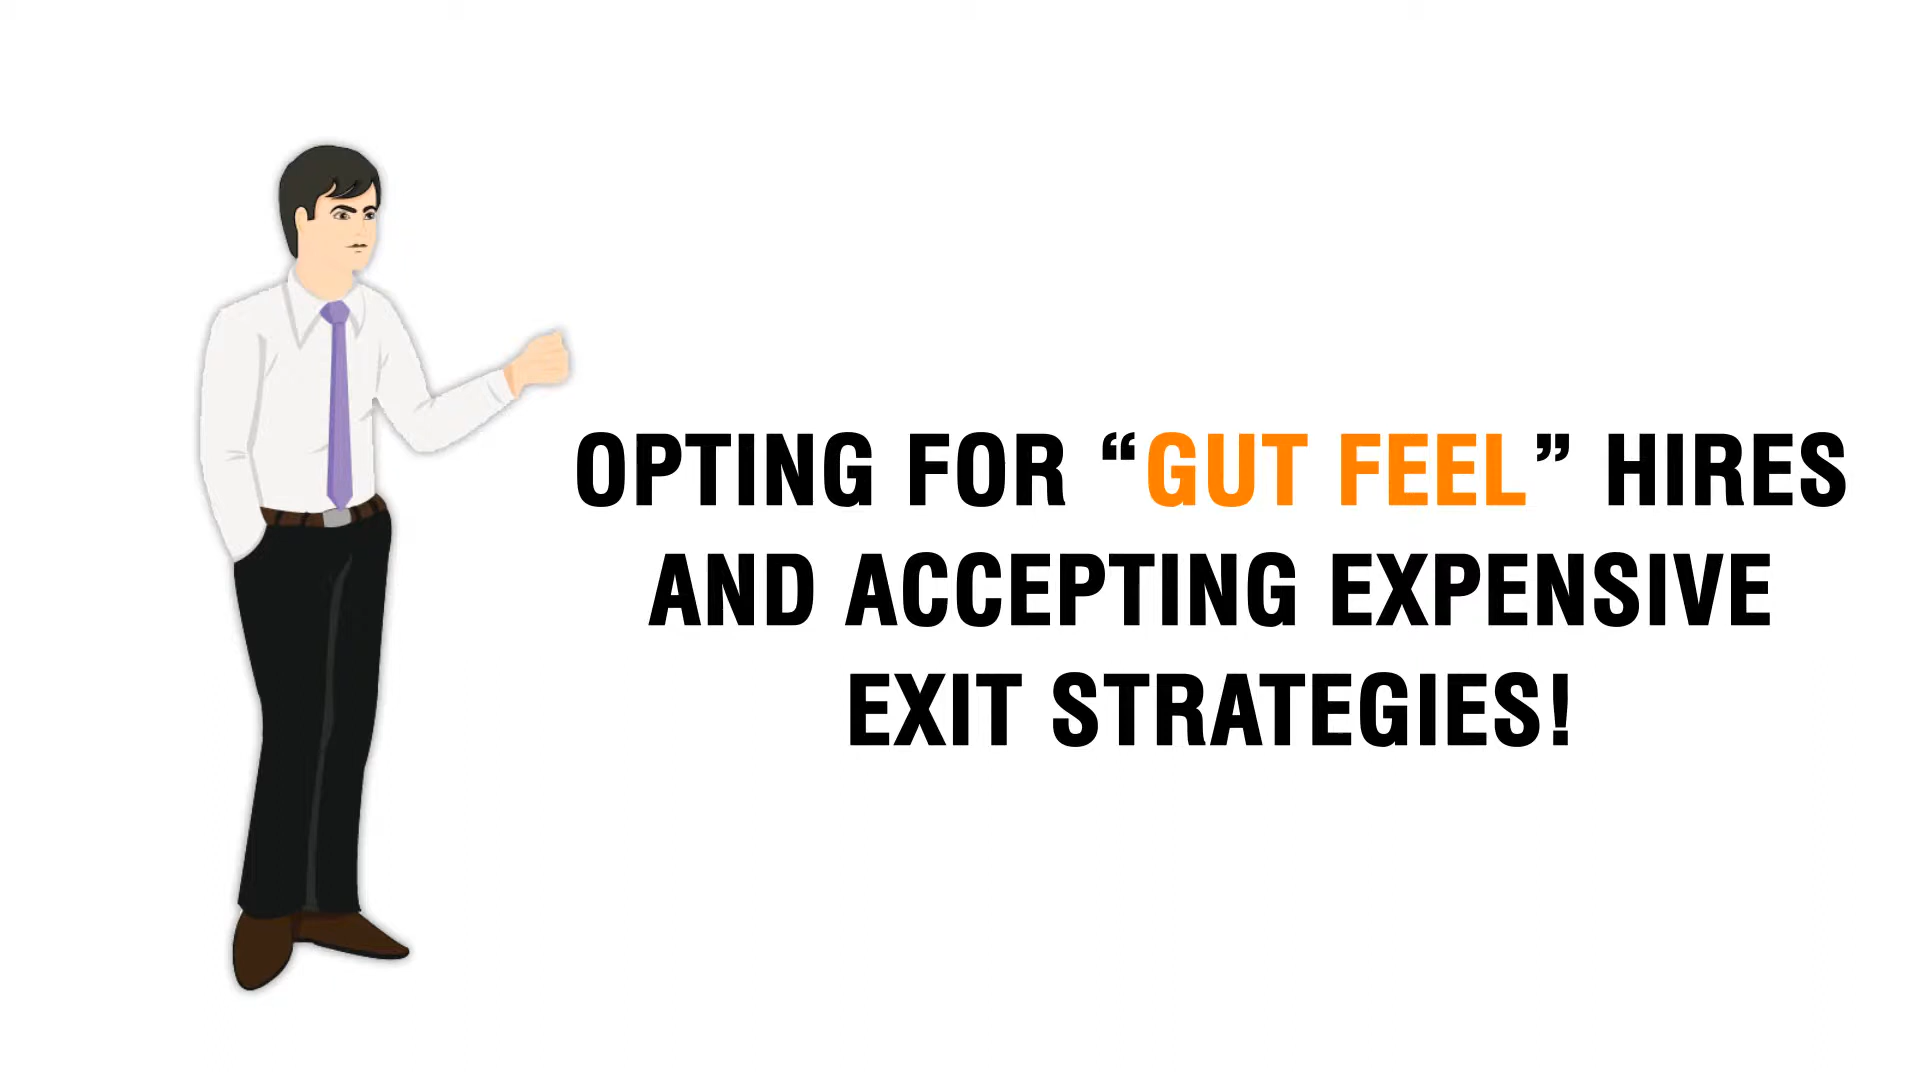 OPTING FOR “GUT FEEL” HIRES
AND ACCEPTING EXPENSIVE
EXIT STRATEGIES!